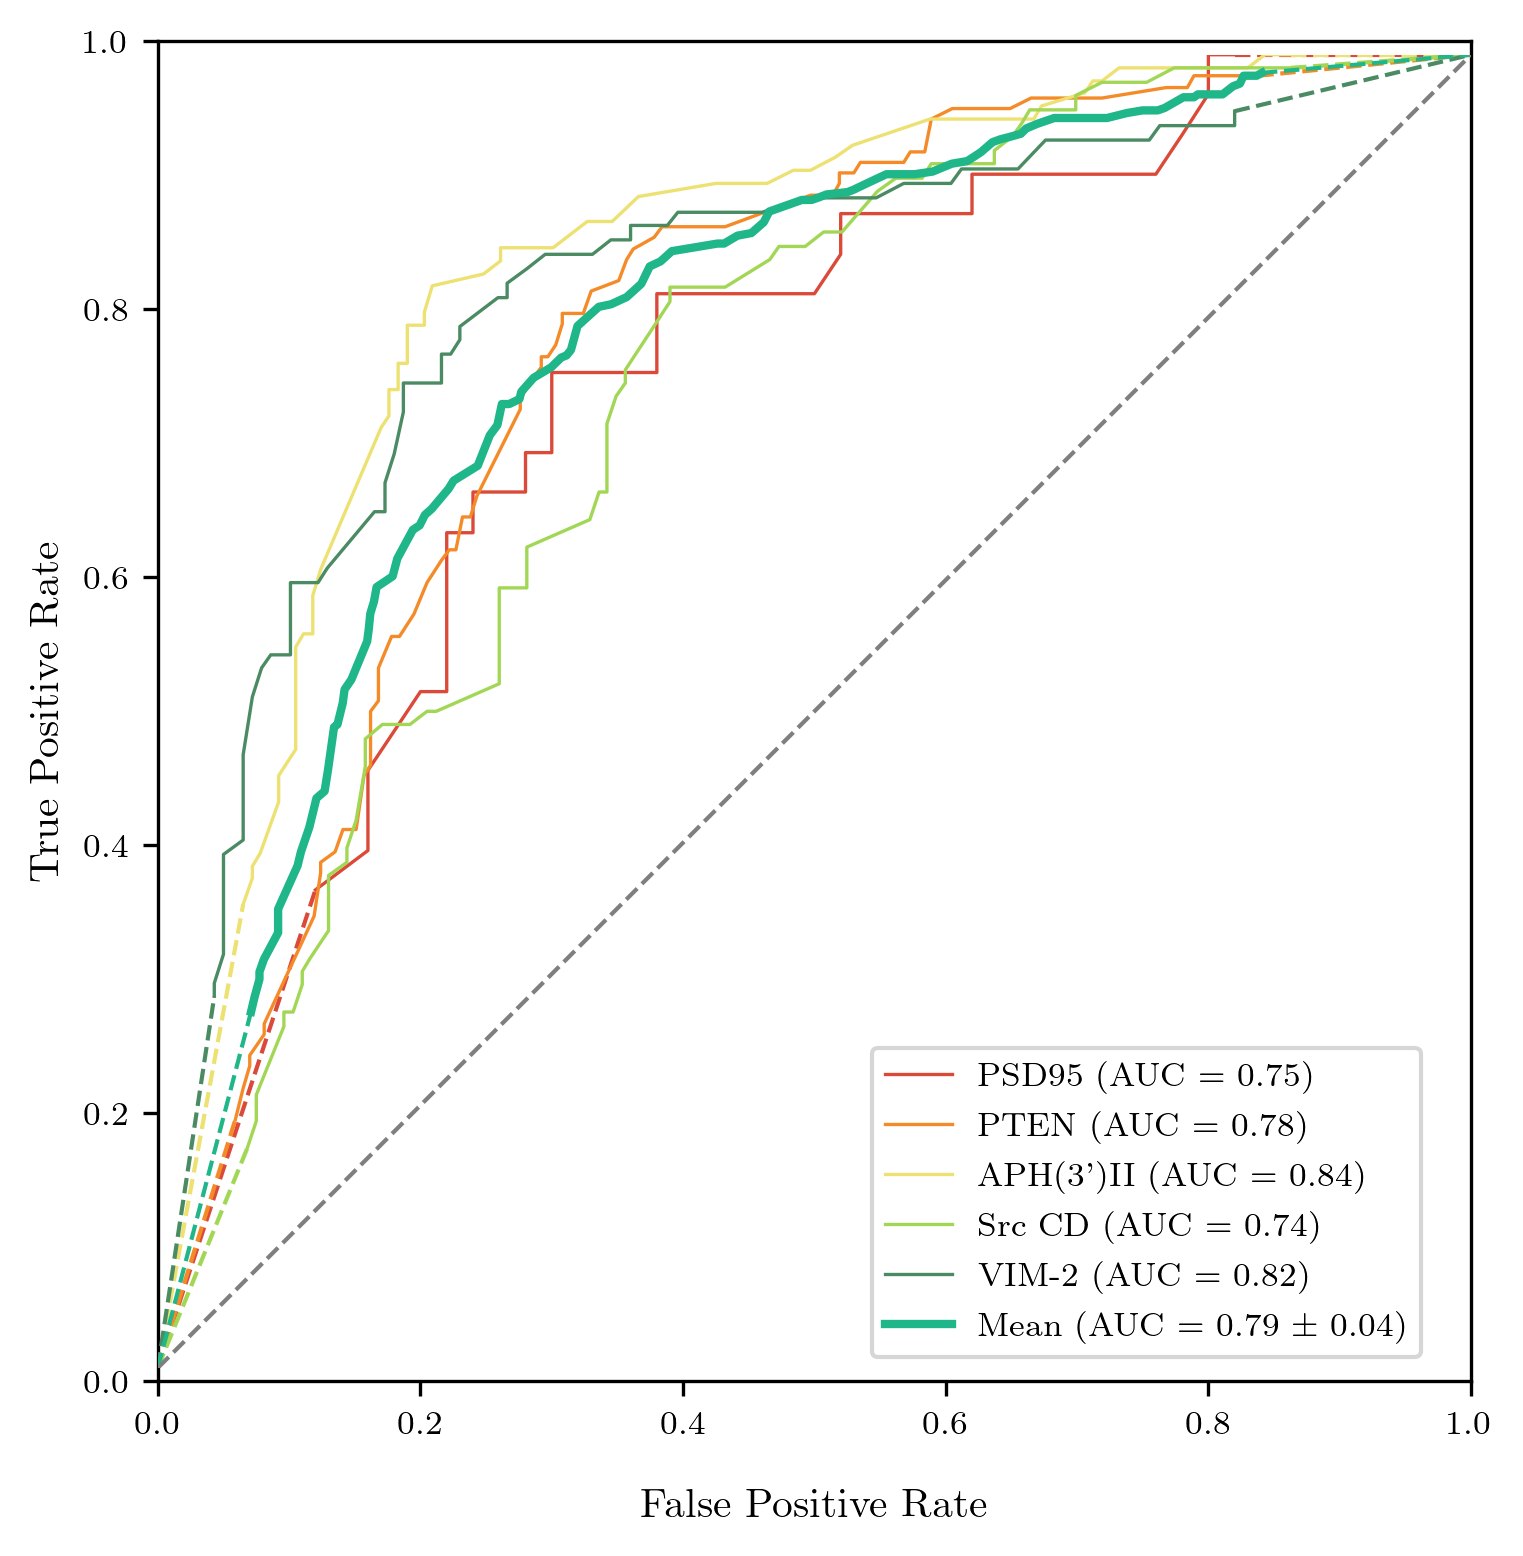 1.0
0.8
0.6
0.4
0.2
0.0
True Positive Rate
PSD95 (AUC = 0.75)
PTEN (AUC = 0.78)
APH(3’)II (AUC = 0.84)
Src CD (AUC = 0.74)
VIM-2 (AUC = 0.82)
Mean (AUC = 0.79 ± 0.04)
0.0 0.2 0.4 0.6 0.8 1.0
False Positive Rate